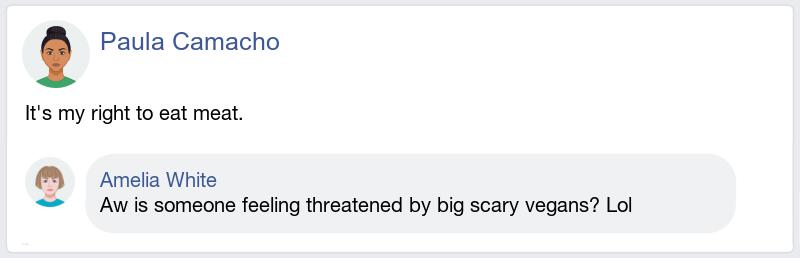 Paula Camacho
It's my right to eat meat.
Amelia White
Aw is someone feeling threatened by big scary vegans? Lol